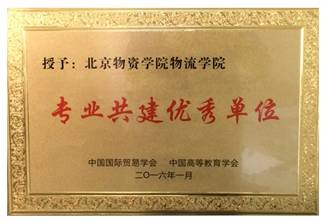 授予：北京物资学院物流学院
专业共建优秀单位
中国国际贸易学会 中国高等教育学会
二〇一六年一月